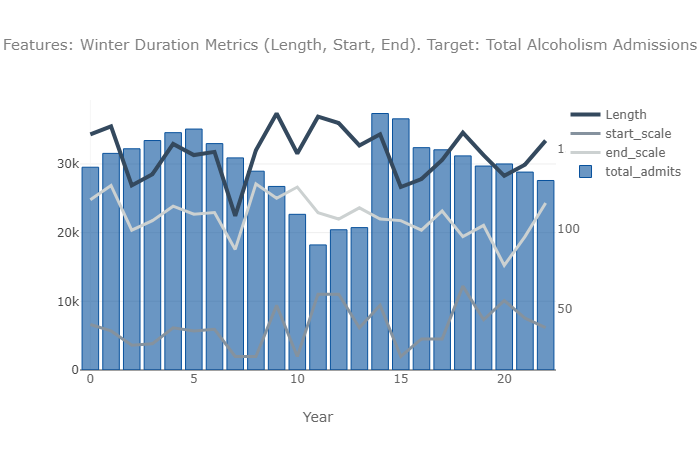 Features: Winter Duration Metrics (Length, Start, End). Target: Total Alcoholism Admissions
Length
start_scale
end_scale
total_admits
30k
20k
10k
0
1
100
50
0
5
10
15
20
Year